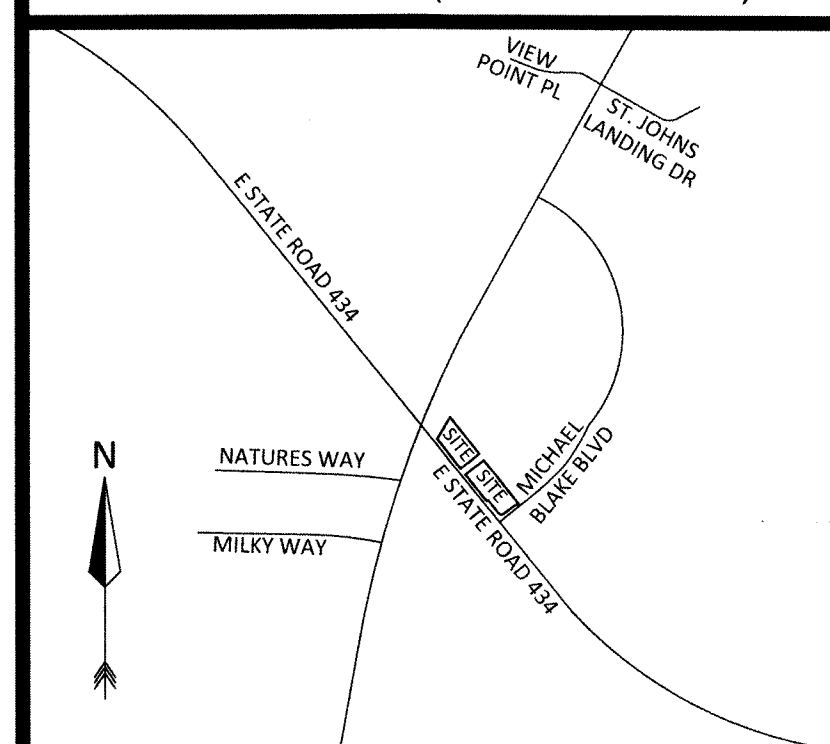 VIEW
POINT PL
ST. JOHNS
LANDING DR
E STATE ROAD 434
N
NATURES WAY
MILKY WAY
SITE
SITE
MICHAEL
BLAKE BLVD
E STATE ROAD 434